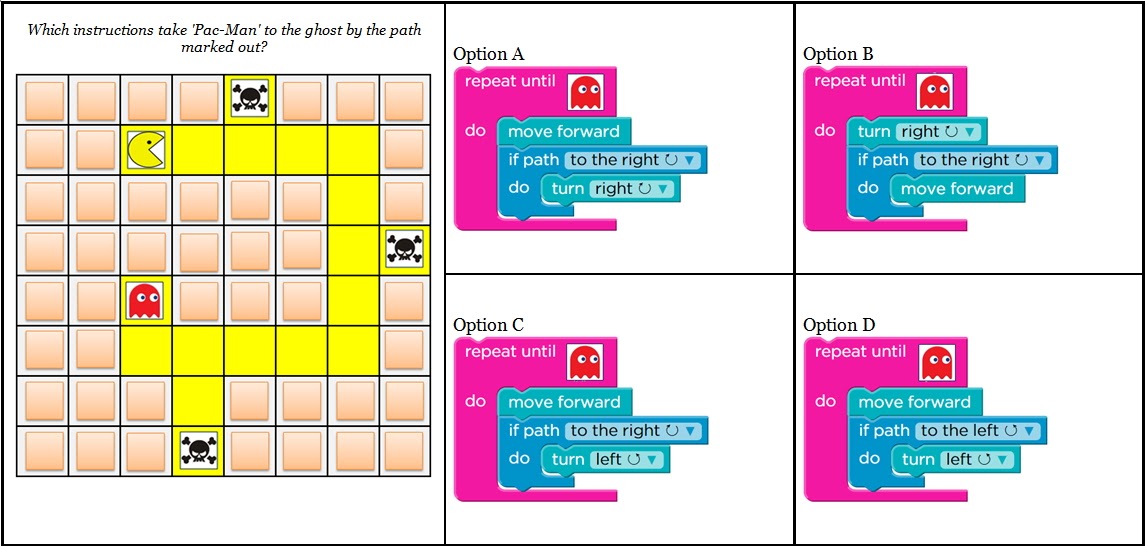 Which instructions take 'Pac-Man' to the ghost by the path
marked out?
Option A
repeat until
do move forward
if path to the right ↻ ▼
do turn right ↻ ▼
Option B
repeat until
do turn right ↻ ▼
if path to the right ↻ ▼
do move forward
Option C
repeat until
do move forward
if path to the right ↻ ▼
do turn left ↺ ▼
Option D
repeat until
do move forward
if path to the left ↺ ▼
do turn left ↺ ▼